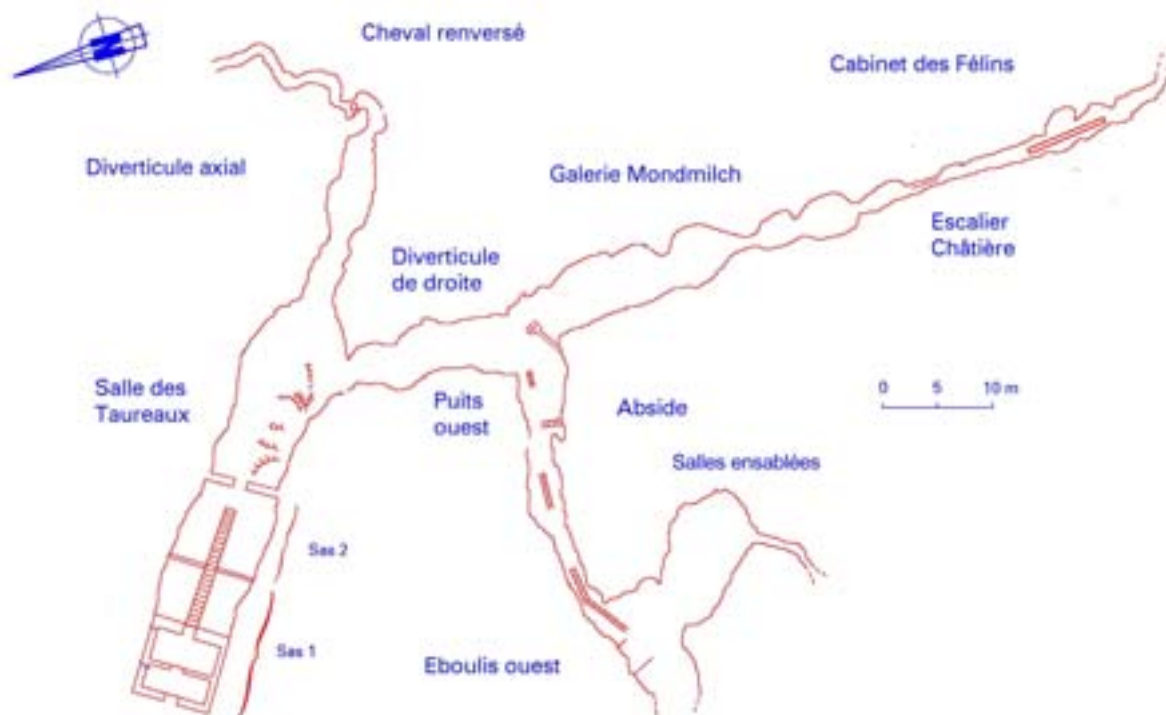 N
Cheval renversé
Cabinet des Félins
Diverticule axial
Galerie Mondmilch
Escalier
Châtière
Diverticule
de droite
Salle des
Taureaux
0 5 10 m
Puits
ouest
Abside
Salles ensablées
Sas 2
Sas 1
Eboulis ouest